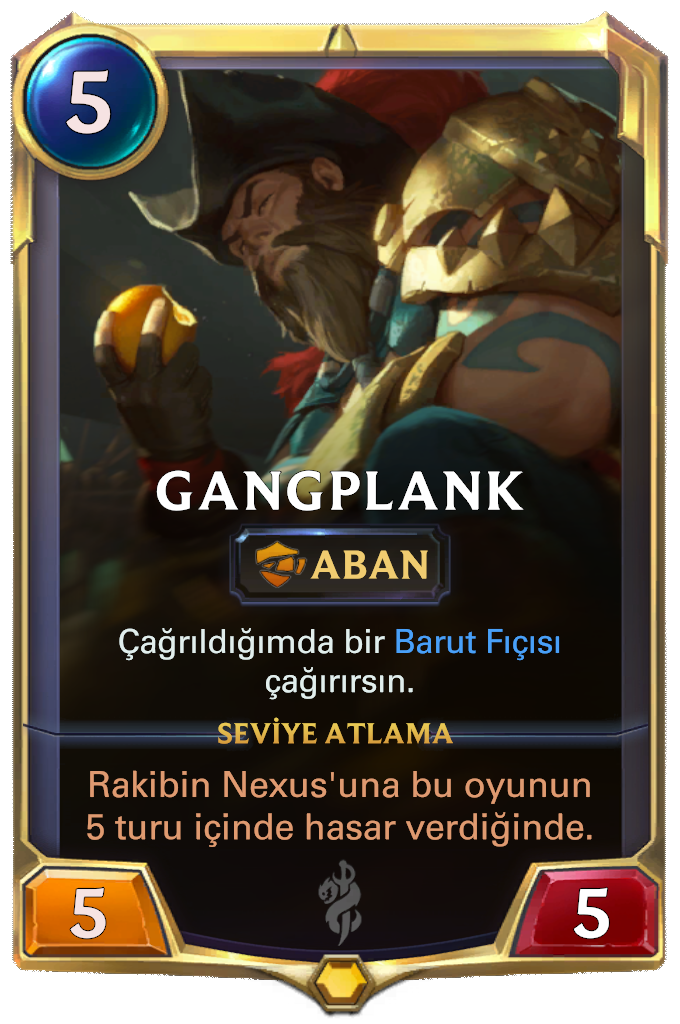 5
GANGPLANK
ABAN
Çağrıldığımda bir Barut Fıçısı
çağırırsın.
SEVİYE ATLAMA
Rakibin Nexus'una bu oyunun
5 turu içinde hasar verdiğinde.
5
5